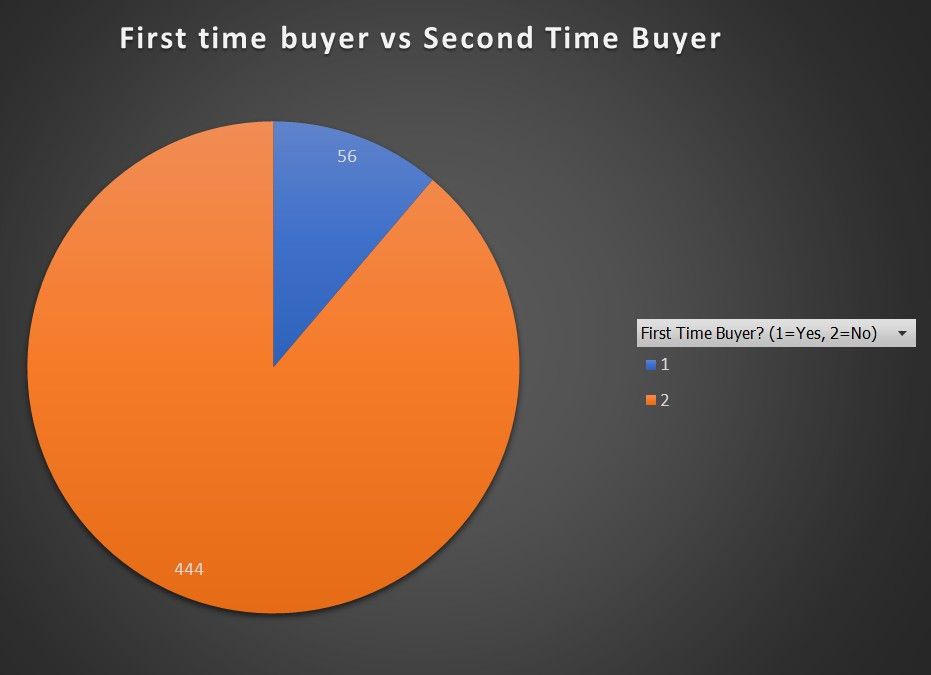 First time buyer vs Second Time Buyer
56
First Time Buyer? (1=Yes, 2=No)
1
2
444